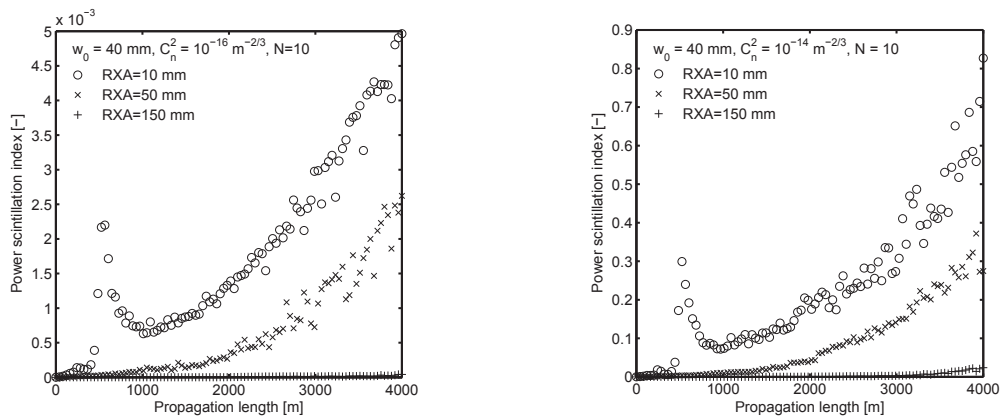 x 10⁻³
w₀ = 40 mm, C²ₙ = 10⁻¹⁶ m⁻²/³, N=10
RXA=10 mm
RXA=50 mm
RXA=150 mm
Power scintillation index [–]
5
4.5
4
3.5
3
2.5
2
1.5
1
0.5
0
0 1000 2000 3000 4000
Propagation length [m]
w₀ = 40 mm, C²ₙ = 10⁻¹⁴ m⁻²/³, N = 10
RXA=10 mm
RXA=50 mm
RXA=150 mm
Power scintillation index [–]
0.9
0.8
0.7
0.6
0.5
0.4
0.3
0.2
0.1
0
0 1000 2000 3000 4000
Propagation length [m]